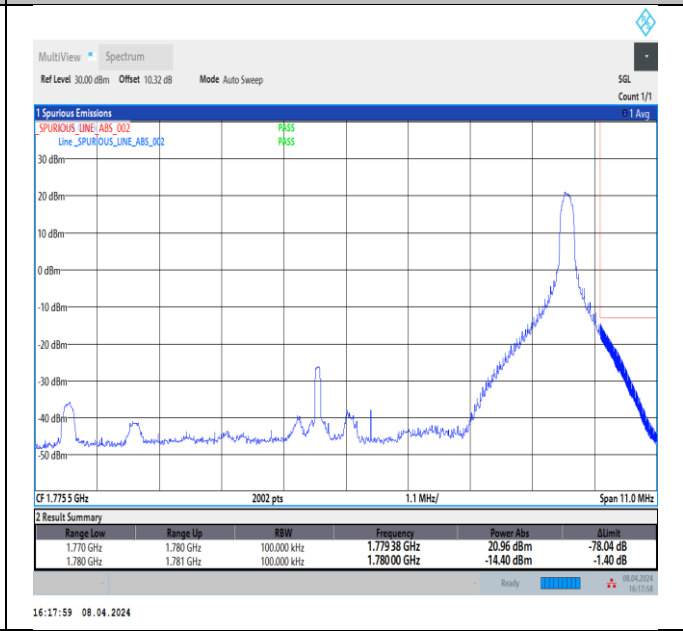 MultiView Spectrum
Ref Level 30.00 dBm Offset 10.32 dB Mode Auto Sweep SGL
Count 1/1
1 Spurious Emissions 1 Avg
_SPURIOUS_LINE_ABS_002 PASS
Line _SPURIOUS_LINE_ABS_002 PASS
30 dBm
20 dBm
10 dBm
0 dBm
-10 dBm
-20 dBm
-30 dBm
-40 dBm
-50 dBm
CF 1.775 5 GHz 2002 pts 1.1 MHz/ Span 11.0 MHz
2 Result Summary
Range Low Range Up RBW Frequency Power Abs ΔLimit
1.770 GHz 1.780 GHz 100.000 kHz 1.779 38 GHz 20.96 dBm -78.04 dB
1.780 GHz 1.781 GHz 100.000 kHz 1.780 00 GHz -14.40 dBm -1.40 dB
Ready 08.04.2024
16:17:58
16:17:59 08.04.2024